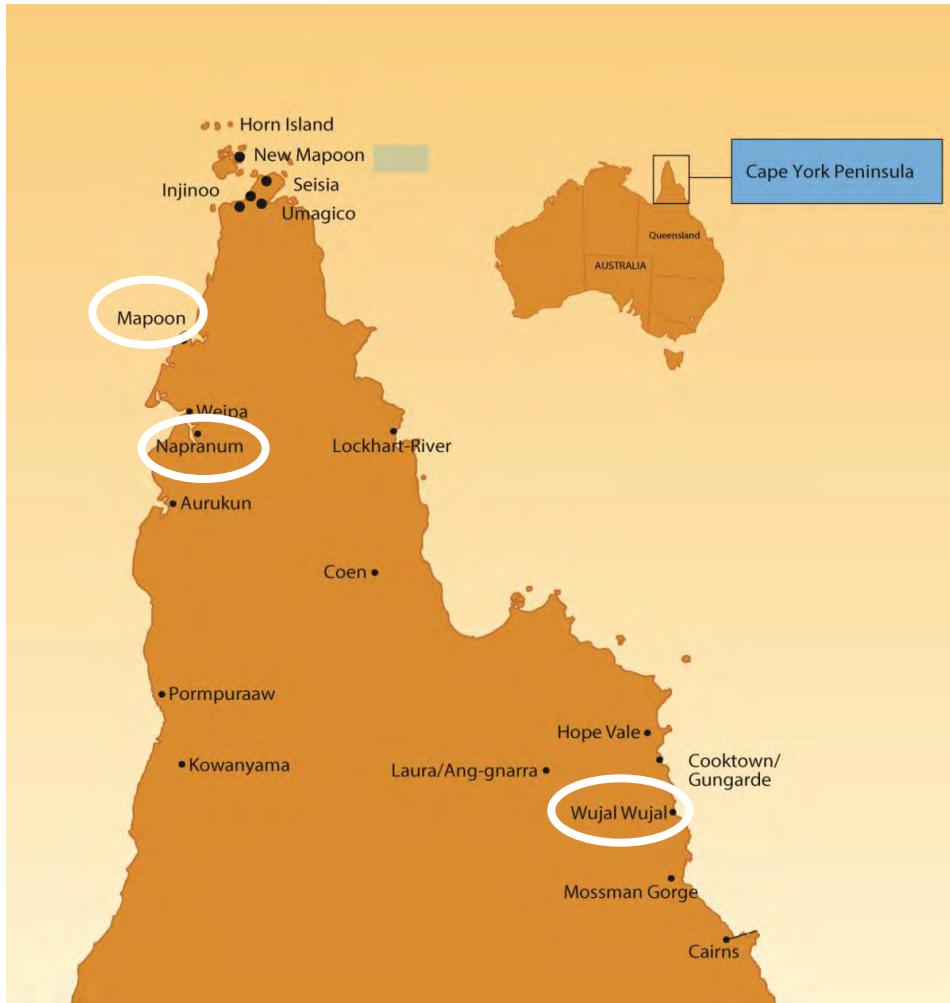 Horn Island
New Mapoon
Injinoo
Seisia
Umagico
Cape York Peninsula
Queensland
AUSTRALIA
Mapoon
Weipa
Napranum
Lockhart-River
Aurukun
Coen
Pormpuraaw
Hope Vale
Kowanyama
Laura/Ang-gnarra
Cooktown/
Gungarde
Wujal Wujal
Mossman Gorge
Cairns